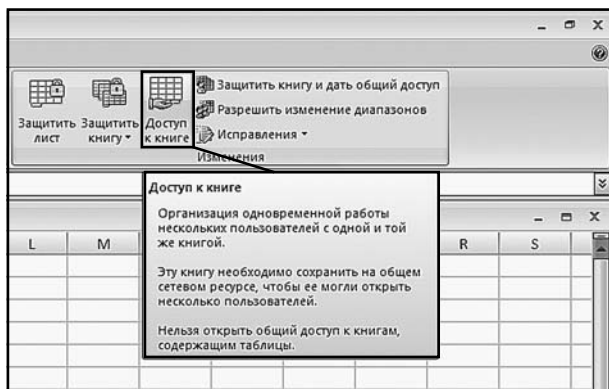 Защитить книгу и дать общий доступ
Разрешить изменение диапазонов
Исправления
Защитить лист
Защитить книгу
Доступ к книге
Изменения
Доступ к книге
Организация одновременной работы
нескольких пользователей с одной и той
же книгой.
Эту книгу необходимо сохранить на общем
сетевом ресурсе, чтобы ее могли открыть
несколько пользователей.
Нельзя открыть общий доступ к книгам,
содержащим таблицы.
L M R S